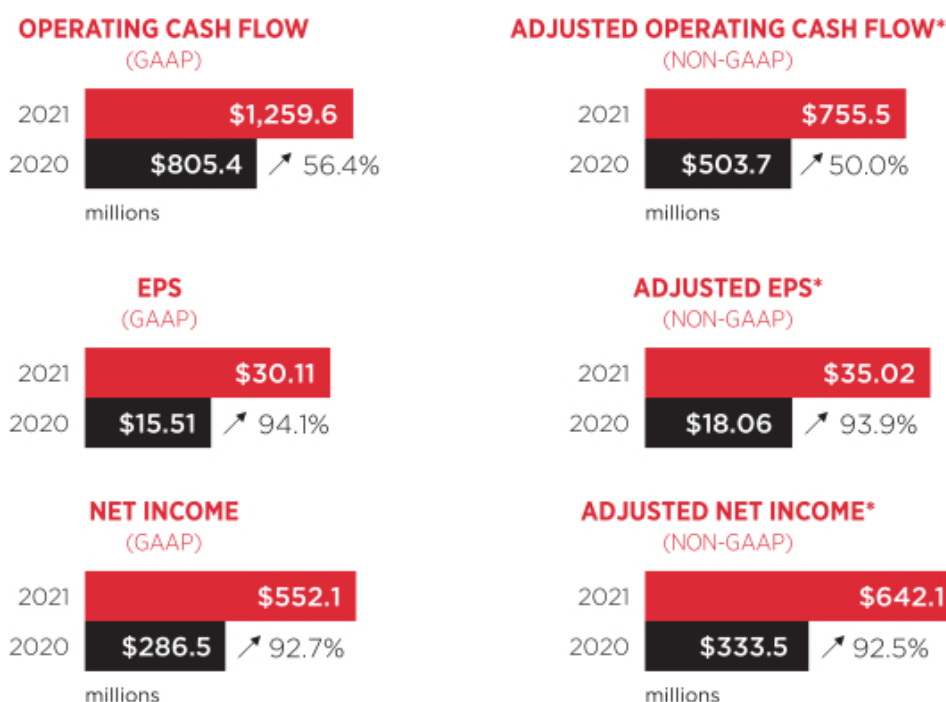 OPERATING CASH FLOW
(GAAP)
2021 $1,259.6
2020 $805.4 56.4%
millions
ADJUSTED OPERATING CASH FLOW*
(NON-GAAP)
2021 $755.5
2020 $503.7 50.0%
millions
EPS
(GAAP)
2021 $30.11
2020 $15.51 94.1%
ADJUSTED EPS*
(NON-GAAP)
2021 $35.02
2020 $18.06 93.9%
NET INCOME
(GAAP)
2021 $552.1
2020 $286.5 92.7%
millions
ADJUSTED NET INCOME*
(NON-GAAP)
2021 $642.1
2020 $333.5 92.5%
millions